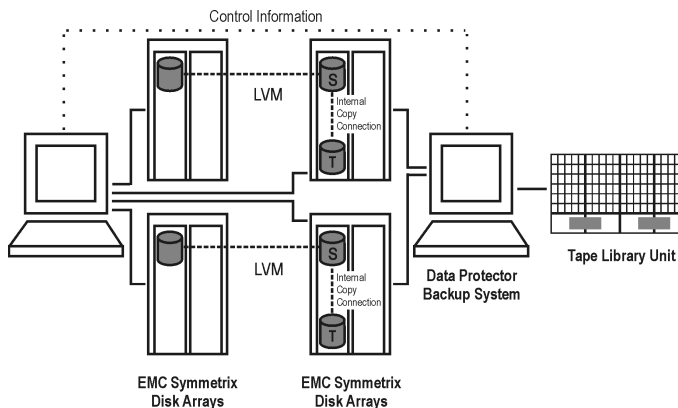 Control Information
LVM
S
Internal
Copy
Connection
T
LVM
S
Internal
Copy
Connection
T
Data Protector
Backup System
Tape Library Unit
EMC Symmetrix
Disk Arrays
EMC Symmetrix
Disk Arrays